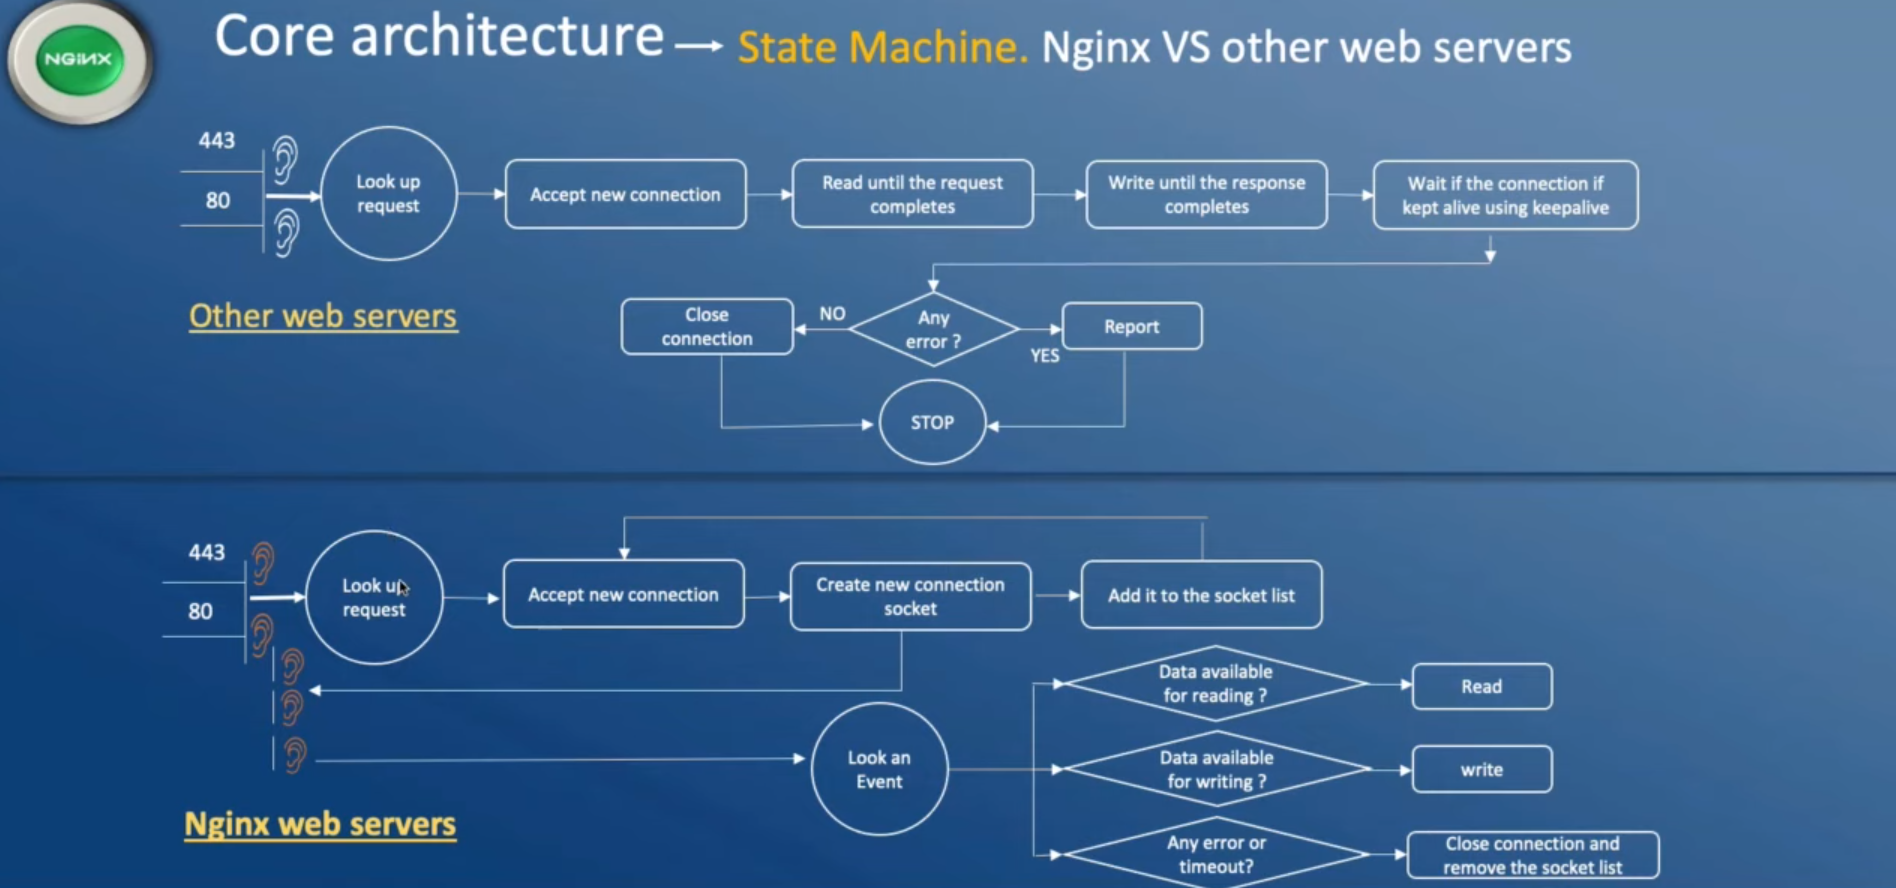 NGINX
Core architecture → State Machine. Nginx VS other web servers
443
80
Look up
request
Accept new connection
Read until the request
completes
Write until the response
completes
Wait if the connection if
kept alive using keepalive
Other web servers
Close
connection
NO
Any
error ?
YES
Report
STOP
443
80
Look up
request
Accept new connection
Create new connection
socket
Add it to the socket list
Data available
for reading ?
Read
Look an
Event
Data available
for writing ?
write
Nginx web servers
Any error or
timeout?
Close connection and
remove the socket list